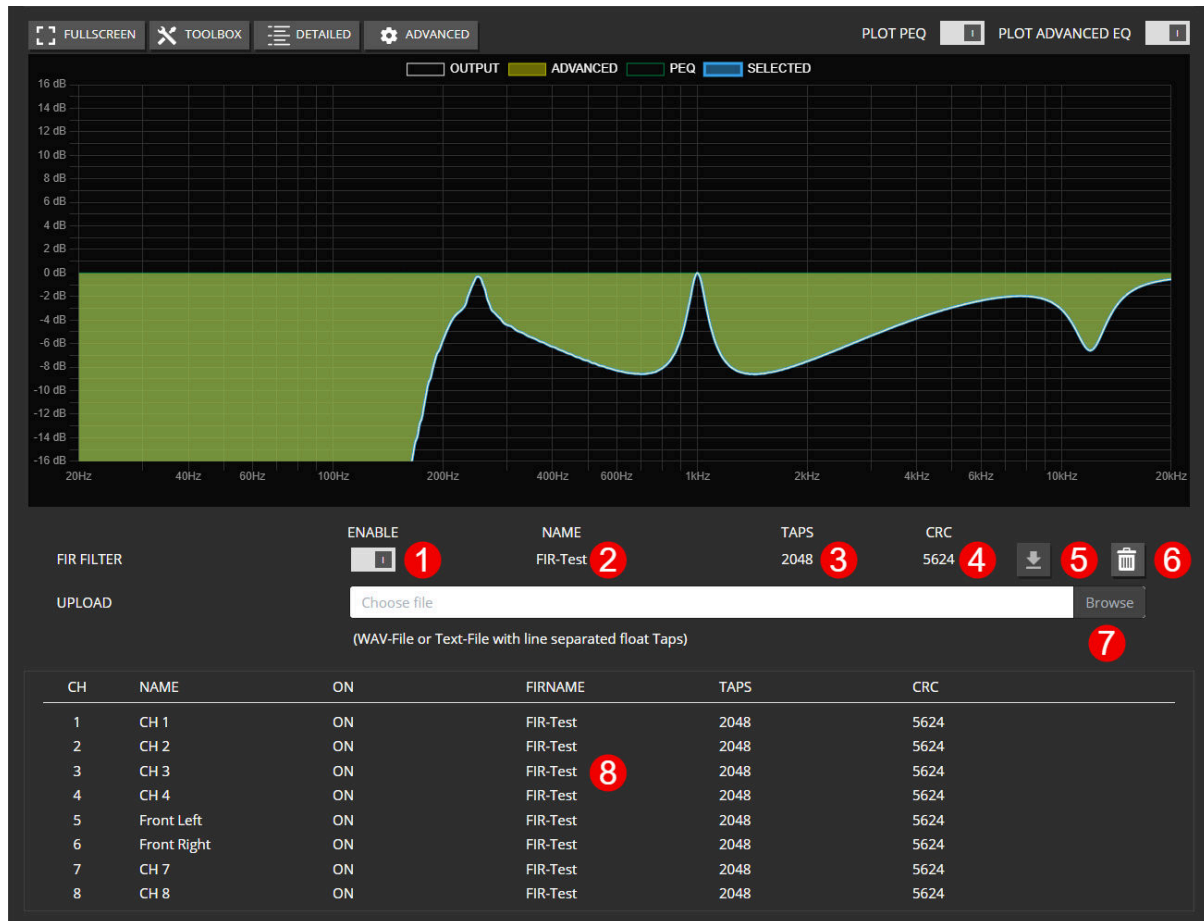 FULLSCREEN TOOLBOX DETAILED ADVANCED PLOT PEQ I PLOT ADVANCED EQ I
OUTPUT ADVANCED PEQ SELECTED
16 dB
14 dB
12 dB
10 dB
8 dB
6 dB
4 dB
2 dB
0 dB
-2 dB
-4 dB
-6 dB
-8 dB
-10 dB
-12 dB
-14 dB
-16 dB
20Hz 40Hz 60Hz 100Hz 200Hz 400Hz 600Hz 1kHz 2kHz 4kHz 6kHz 10kHz 20kHz
ENABLE NAME TAPS CRC
FIR FILTER I 1 FIR-Test 2 2048 3 5624 4 5 6
UPLOAD Choose file Browse
(WAV-File or Text-File with line separated float Taps) 7
CH NAME ON FIRNAME TAPS CRC
1 CH 1 ON FIR-Test 2048 5624
2 CH 2 ON FIR-Test 2048 5624
3 CH 3 ON FIR-Test 8 2048 5624
4 CH 4 ON FIR-Test 2048 5624
5 Front Left ON FIR-Test 2048 5624
6 Front Right ON FIR-Test 2048 5624
7 CH 7 ON FIR-Test 2048 5624
8 CH 8 ON FIR-Test 2048 5624